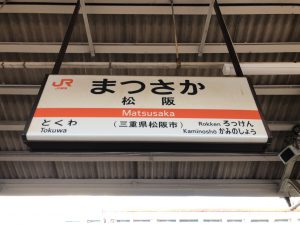 JR
まつさか
松阪
Matsusaka
とくわ
Tokuwa
(三重県松阪市)
Rokken ろっけん
Kaminoshō かみのしょう